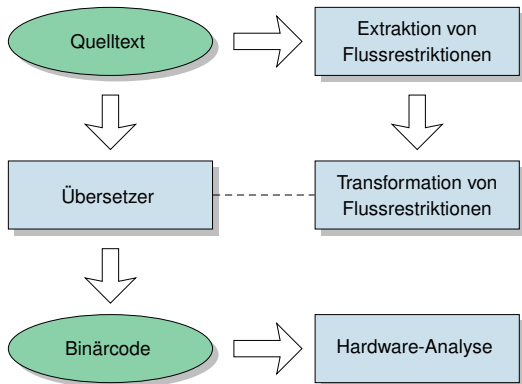 Quelltext
Extraktion von
Flussrestriktionen
Übersetzer
Transformation von
Flussrestriktionen
Binärcode
Hardware-Analyse